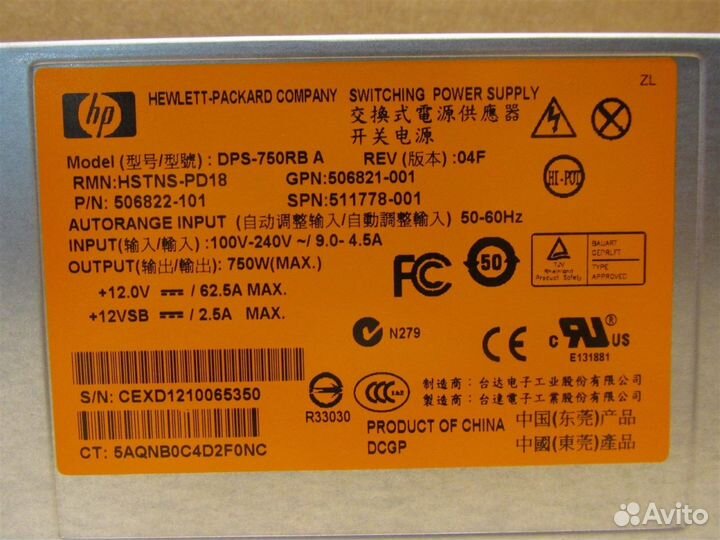 hp HEWLETT-PACKARD COMPANY SWITCHING POWER SUPPLY ZL
交換式電源供應器
开关电源
Model (型号/型號) : DPS-750RB A REV (版本) :04F
RMN:HSTNS-PD18 GPN:506821-001
P/N: 506822-101 SPN:511778-001
HI-POT
AUTORANGE INPUT (自动调整输入/自動調整輸入) 50-60Hz
INPUT(输入/輸入) :100V-240V ~/ 9.0- 4.5A
OUTPUT(输出/輸出): 750W(MAX.)
+12.0V / 62.5A MAX.
+12VSB / 2.5A MAX.
FC 50
TÜV
Rheinland
Product Safety
BAUART
GEPRÜFT
TYPE
APPROVED
N279
CE c RU ® US
E131881
S/N: CEXD1210065350
R33030
CCC
制造商：台达电子工业股份有限公司
製造商：台達電子工業股份有限公司
PRODUCT OF CHINA 中国(东莞)产品
DCGP 中國(東莞)產品
CT: 5AQNB0C4D2F0NC
Avito